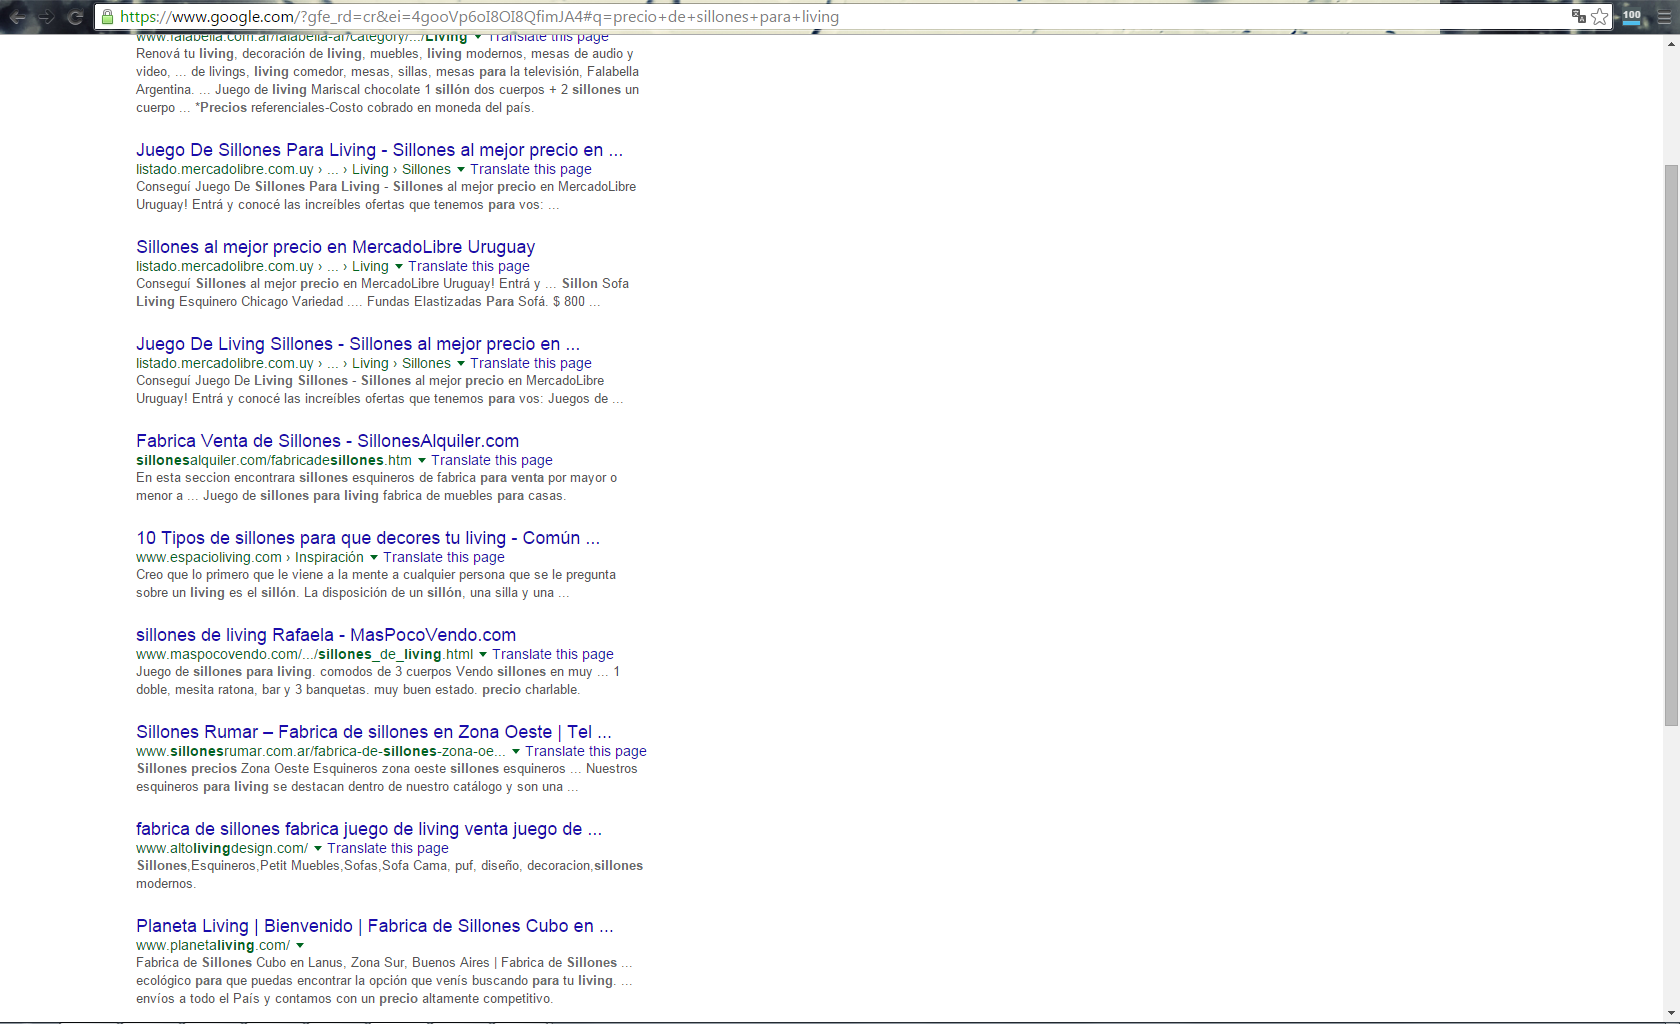 https://www.google.com/?gfe_rd=cr&ei=4gooVp6oI8OI8QfimJA4#q=precio+de+sillones+para+living
100
www.falabella.com.ar/falabella-ar/category/.../Living Translate this page
Renová tu living, decoración de living, muebles, living modernos, mesas de audio y
video, ... de livings, living comedor, mesas, sillas, mesas para la televisión, Falabella
Argentina. ... Juego de living Mariscal chocolate 1 sillón dos cuerpos + 2 sillones un
cuerpo ... *Precios referenciales-Costo cobrado en moneda del país.
Juego De Sillones Para Living - Sillones al mejor precio en ...
listado.mercadolibre.com.uy › ... › Living › Sillones Translate this page
Conseguí Juego De Sillones Para Living - Sillones al mejor precio en MercadoLibre
Uruguay! Entrá y conocé las increíbles ofertas que tenemos para vos: ...
Sillones al mejor precio en MercadoLibre Uruguay
listado.mercadolibre.com.uy › ... › Living Translate this page
Conseguí Sillones al mejor precio en MercadoLibre Uruguay! Entrá y ... Sillon Sofa
Living Esquinero Chicago Variedad .... Fundas Elastizadas Para Sofá. $ 800 ...
Juego De Living Sillones - Sillones al mejor precio en ...
listado.mercadolibre.com.uy › ... › Living › Sillones Translate this page
Conseguí Juego De Living Sillones - Sillones al mejor precio en MercadoLibre
Uruguay! Entrá y conocé las increíbles ofertas que tenemos para vos: Juegos de ...
Fabrica Venta de Sillones - SillonesAlquiler.com
sillonesalquiler.com/fabricadesillones.htm Translate this page
En esta seccion encontrara sillones esquineros de fabrica para venta por mayor o
menor a ... Juego de sillones para living fabrica de muebles para casas.
10 Tipos de sillones para que decores tu living - Común ...
www.espacioliving.com › Inspiración Translate this page
Creo que lo primero que le viene a la mente a cualquier persona que se le pregunta
sobre un living es el sillón. La disposición de un sillón, una silla y una ...
sillones de living Rafaela - MasPocoVendo.com
www.maspocovendo.com/.../sillones_de_living.html Translate this page
Juego de sillones para living. comodos de 3 cuerpos Vendo sillones en muy ... 1
doble, mesita ratona, bar y 3 banquetas. muy buen estado. precio charlable.
Sillones Rumar – Fabrica de sillones en Zona Oeste | Tel ...
www.sillonesrumar.com.ar/fabrica-de-sillones-zona-oe... Translate this page
Sillones precios Zona Oeste Esquineros zona oeste sillones esquineros ... Nuestros
esquineros para living se destacan dentro de nuestro catálogo y son una ...
fabrica de sillones fabrica juego de living venta juego de ...
www.altolivingdesign.com/ Translate this page
Sillones,Esquineros,Petit Muebles,Sofas,Sofa Cama, puf, diseño, decoracion,sillones
modernos.
Planeta Living | Bienvenido | Fabrica de Sillones Cubo en ...
www.planetaliving.com/
Fabrica de Sillones Cubo en Lanus, Zona Sur, Buenos Aires | Fabrica de Sillones ...
ecológico para que puedas encontrar la opción que venís buscando para tu living. ...
envíos a todo el País y contamos con un precio altamente competitivo.